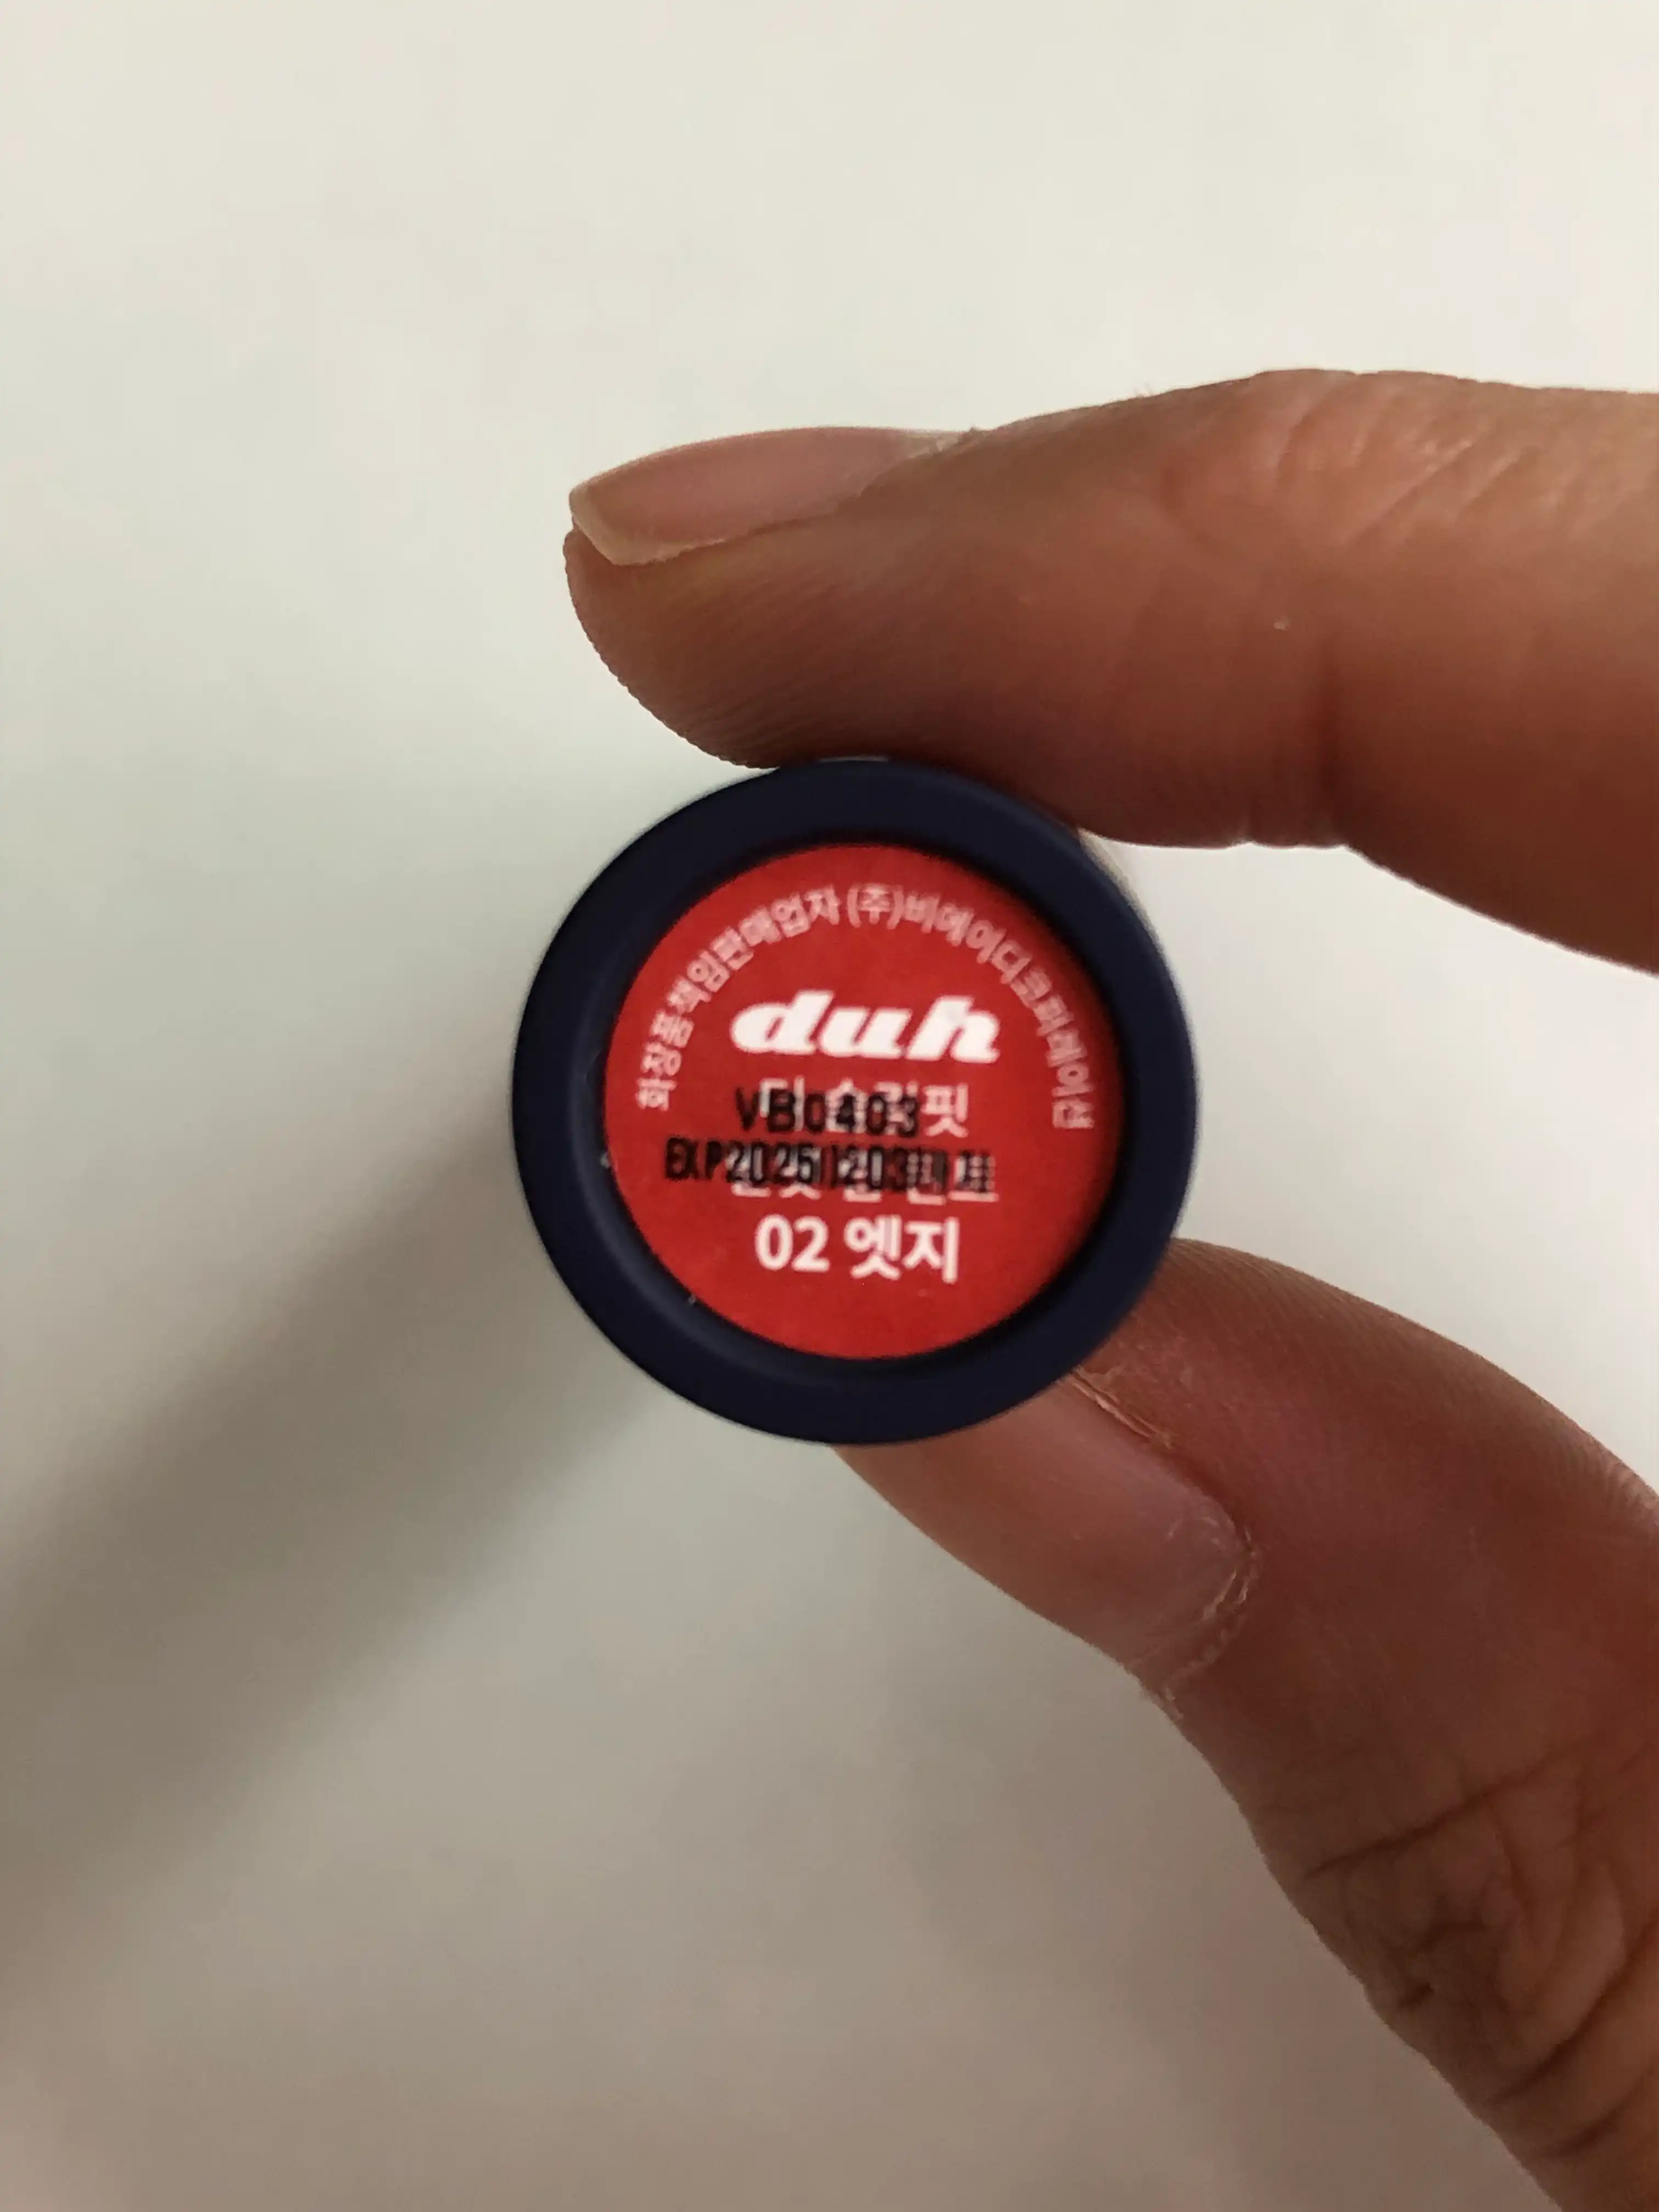 화장품책임판매업자 (주)비에이디코퍼레이션
duh
핏
VB0403
EXP20251203
02 엣지